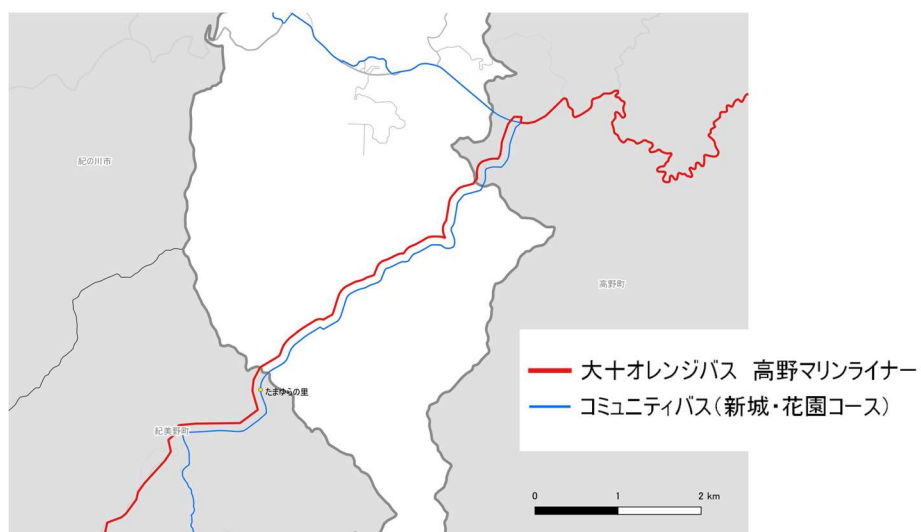 紀の川市
高野町
大十オレンジバス 高野マリンライナー
コミュニティバス（新城・花園コース）
たまゆらの里
紀美野町
0 1 2 km